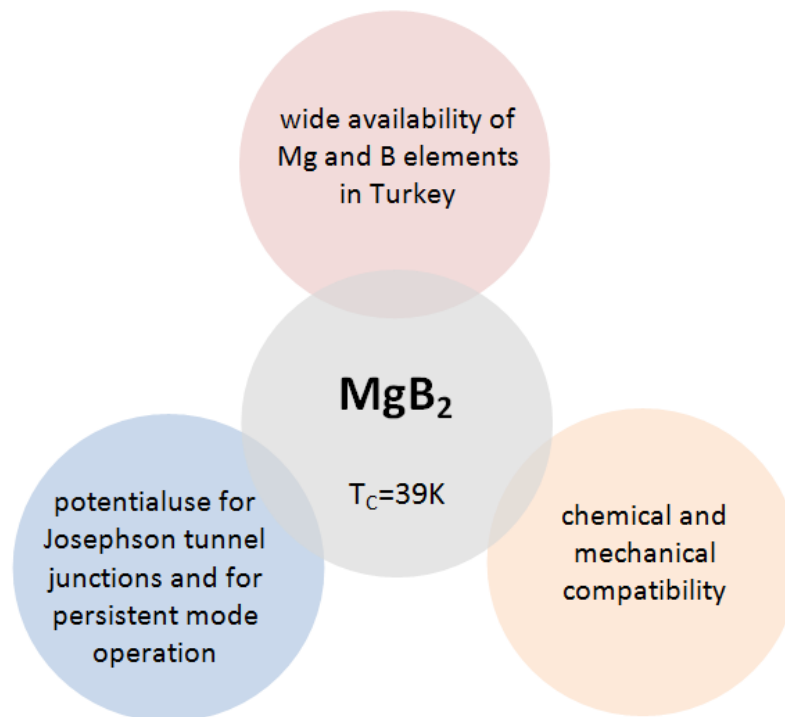 wide availability of
Mg and B elements
in Turkey
MgB₂
T_C=39K
potentialuse for
Josephson tunnel
junctions and for
persistent mode
operation
chemical and
mechanical
compatibility